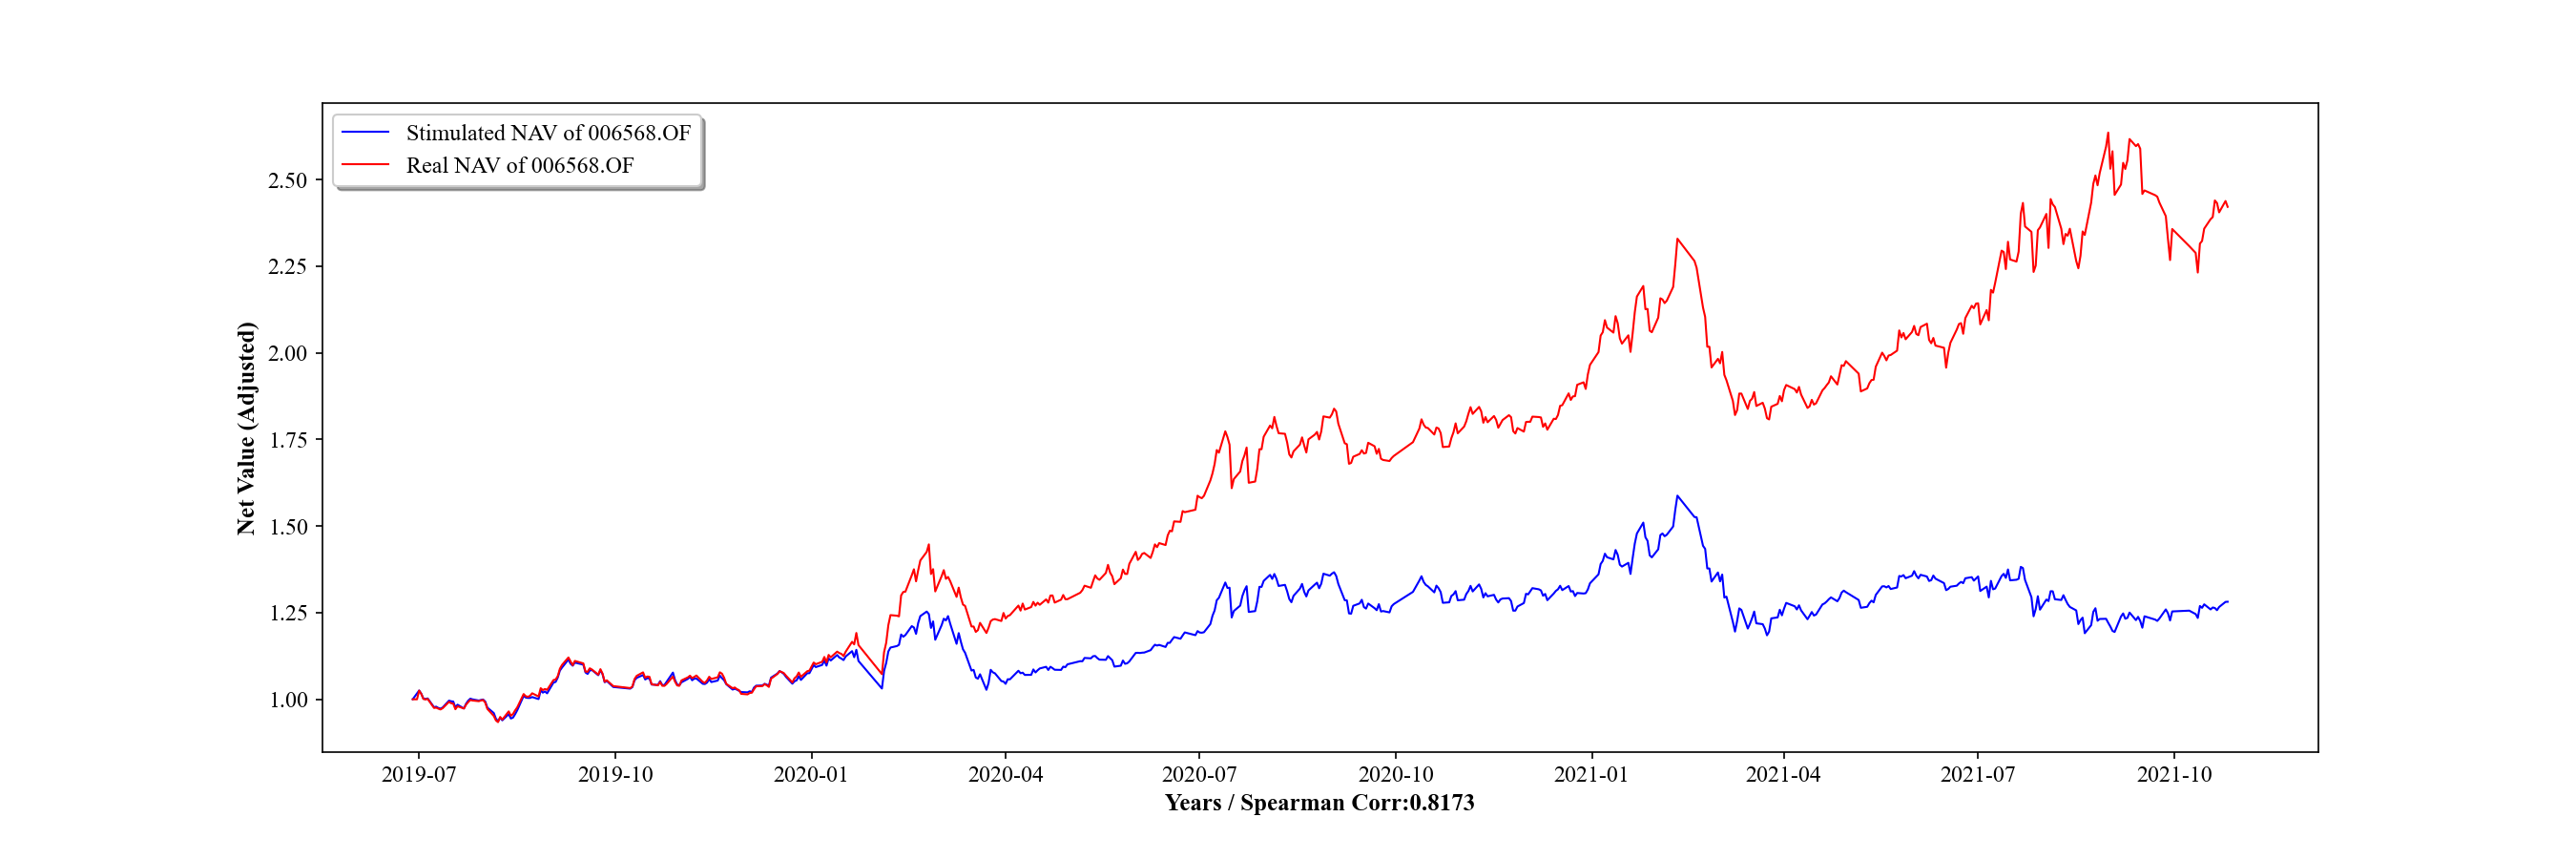 Stimulated NAV of 006568.OF
Real NAV of 006568.OF
2.50
2.25
2.00
1.75
1.50
1.25
1.00
Net Value (Adjusted)
2019-07 2019-10 2020-01 2020-04 2020-07 2020-10 2021-01 2021-04 2021-07 2021-10
Years / Spearman Corr:0.8173